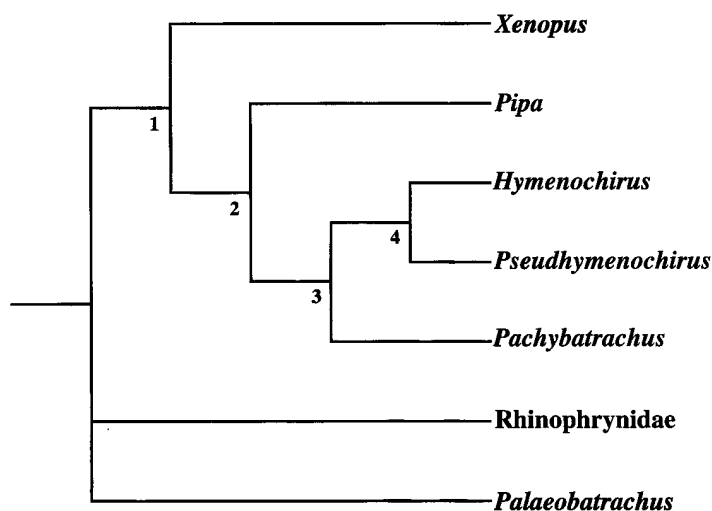 Xenopus
1
Pipa
2
Hymenochirus
4
Pseudhymenochirus
3
Pachybatrachus
Rhinophrynidae
Palaeobatrachus